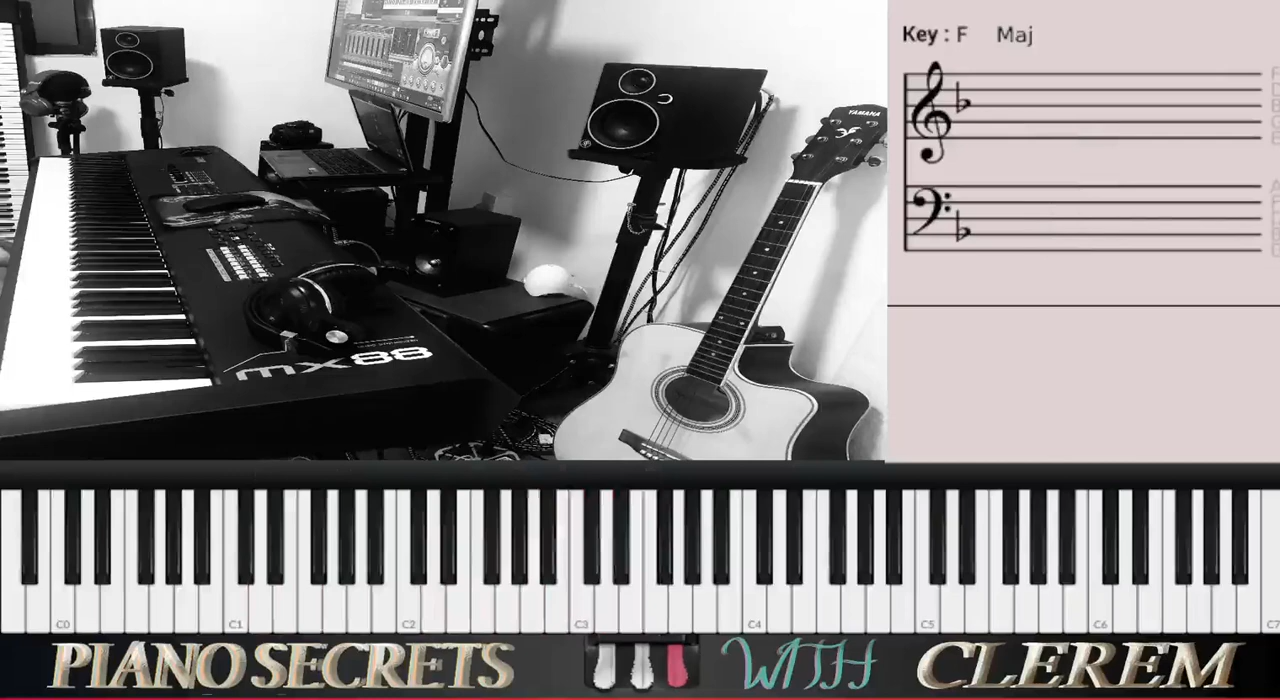 Key : F Maj
YAMAHA
mx88
C0 C1 C2 C3 C4 C5 C6 C7
PIANO SECRETS WITH CLEREM